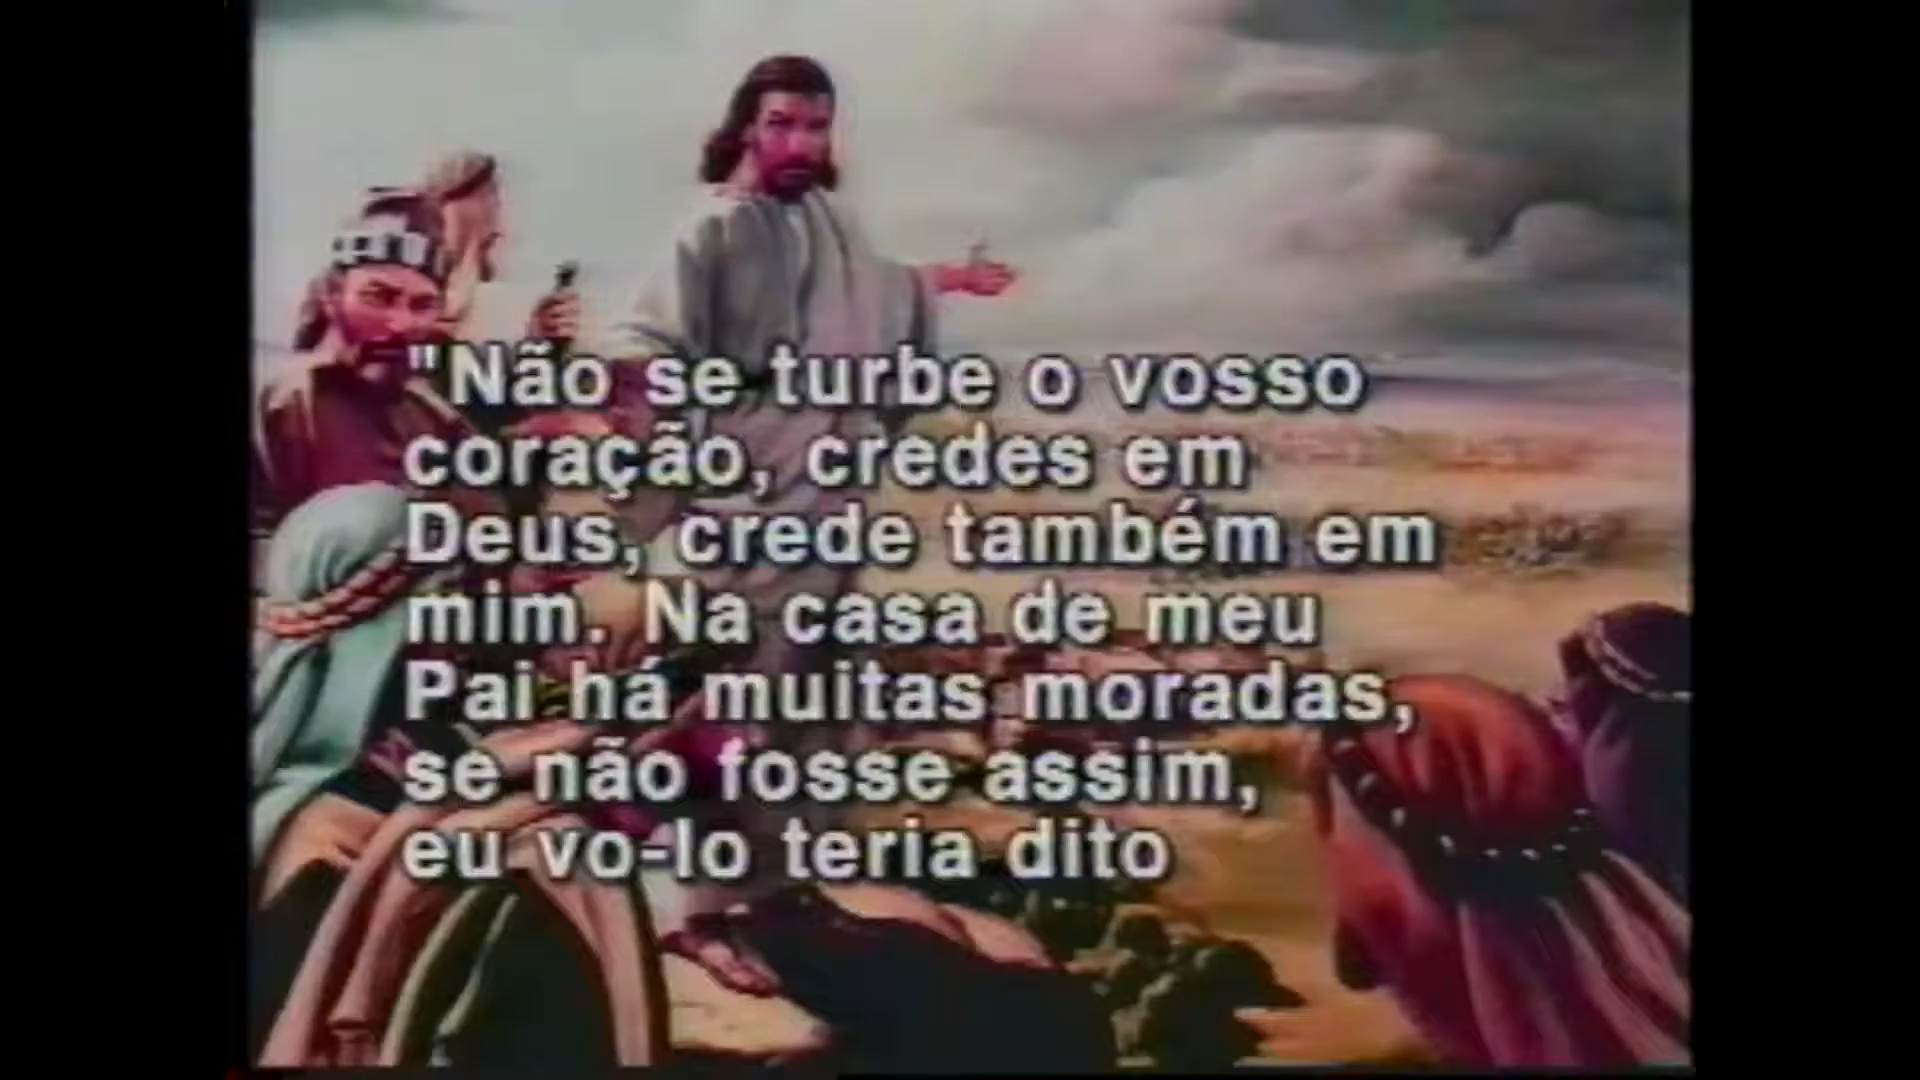 "Não se turbe o vosso
coração, credes em
Deus, crede também em
mim. Na casa de meu
Pai há muitas moradas,
se não fosse assim,
eu vo-lo teria dito